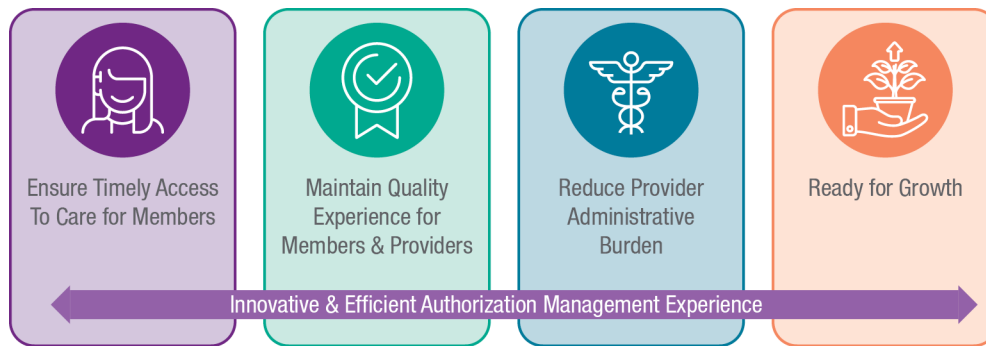 Ensure Timely Access
To Care for Members
Maintain Quality
Experience for
Members & Providers
Reduce Provider
Administrative
Burden
Ready for Growth
Innovative & Efficient Authorization Management Experience